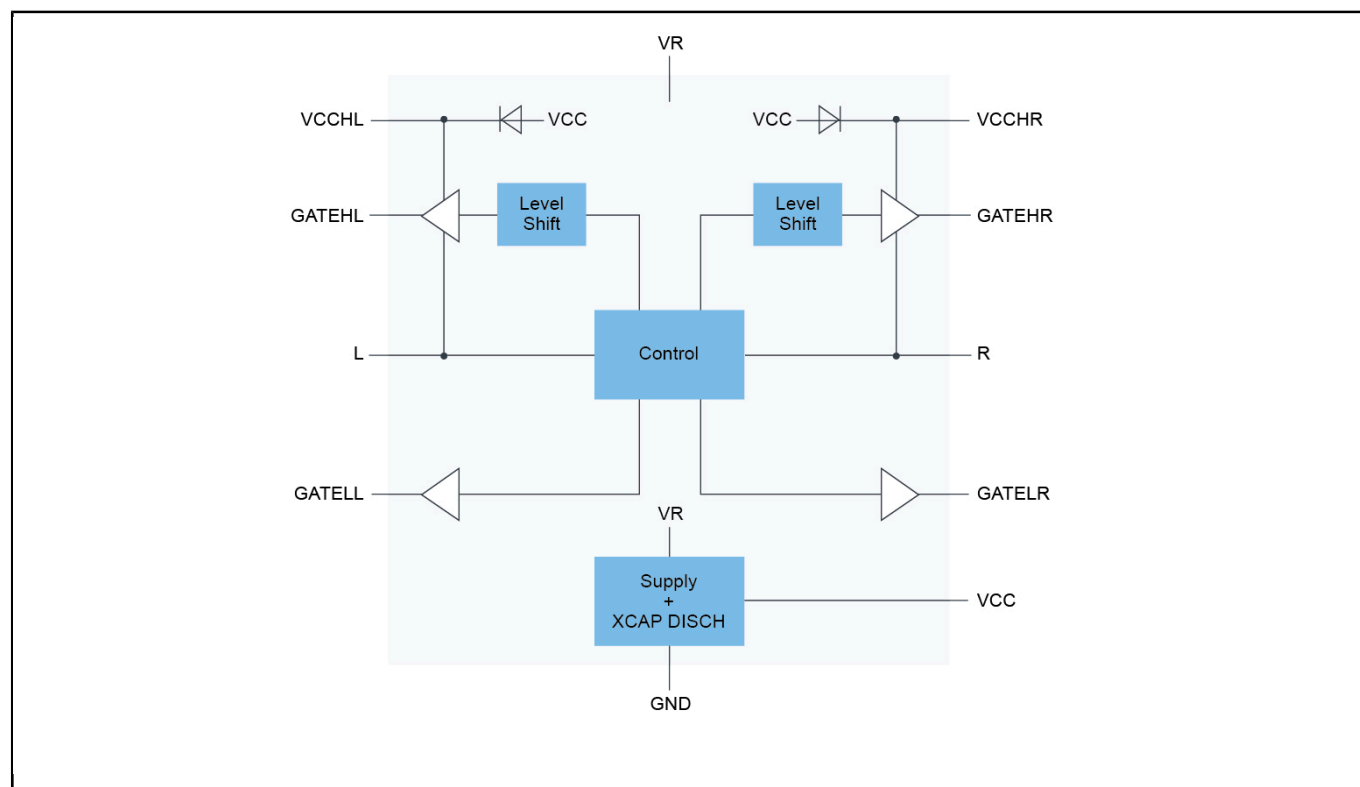 VR
VCCHL
VCC
VCC
VCCHR
GATEHL
Level
Shift
Level
Shift
GATEHR
L
Control
R
GATELL
GATELR
VR
Supply
+
XCAP DISCH
VCC
GND